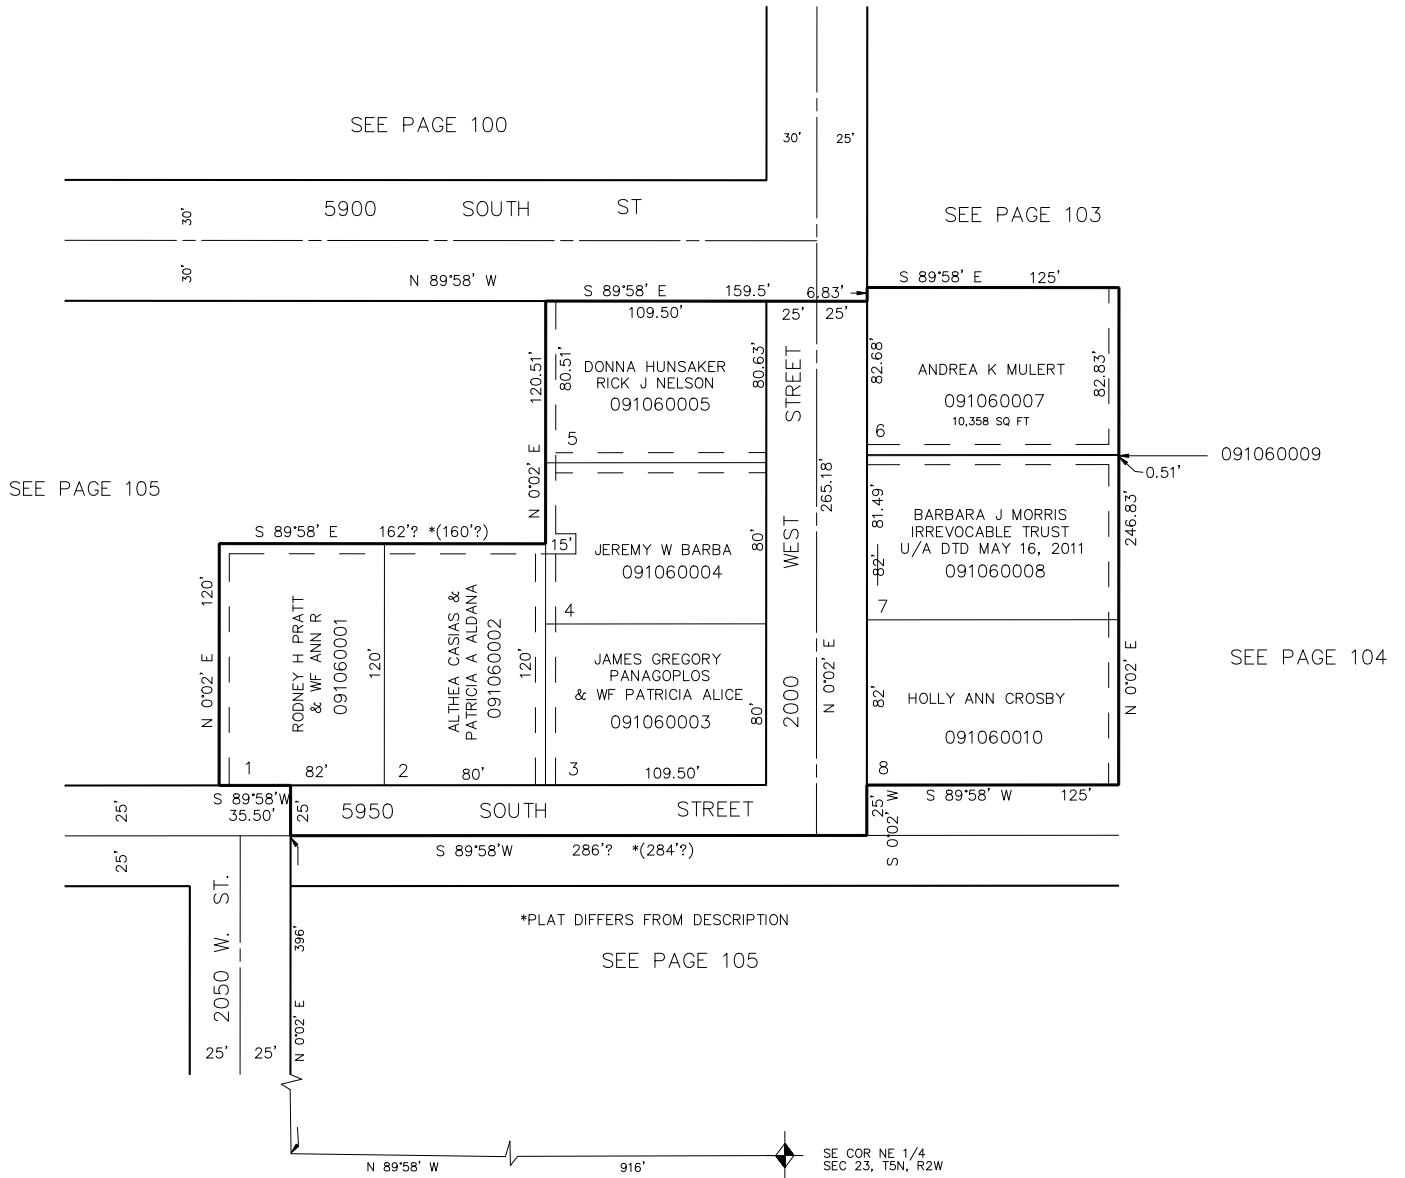 SEE PAGE 100
30'
25'
30'
5900 SOUTH ST
SEE PAGE 103
30'
N 89°58' W
S 89°58' E 159.5'
6.83'
S 89°58' E 125'
109.50'
25'
25'
120.51'
N 0°02' E
80.51'
DONNA HUNSAKER
RICK J NELSON
091060005
80.63'
5
2000 WEST STREET
265.18'
N 0°02' E
82.68'
ANDREA K MULERT
091060007
10,358 SQ FT
82.83'
6
091060009
0.51'
SEE PAGE 105
S 89°58' E 162'? *(160'?)
15'
JEREMY W BARBA
091060004
80'
4
81.49'
82'
BARBARA J MORRIS
IRREVOCABLE TRUST
U/A DTD MAY 16, 2011
091060008
7
246.83'
N 0°02' E
120'
N 0°02' E
RODNEY H PRATT
& WF ANN R
091060001
120'
1
82'
ALTHEA CASIAS &
PATRICIA A ALDANA
091060002
120'
2
80'
JAMES GREGORY
PANAGOPLOS
& WF PATRICIA ALICE
091060003
80'
3
109.50'
82'
HOLLY ANN CROSBY
091060010
8
SEE PAGE 104
S 89°58'W
35.50'
25'
25'
5950 SOUTH STREET
25'
S 0°02' W
S 89°58' W 125'
25'
S 89°58'W 286'? *(284'?)
2050 W. ST.
*PLAT DIFFERS FROM DESCRIPTION
396'
SEE PAGE 105
N 0°02' E
25'
25'
N 89°58' W
916'
SE COR NE 1/4
SEC 23, T5N, R2W